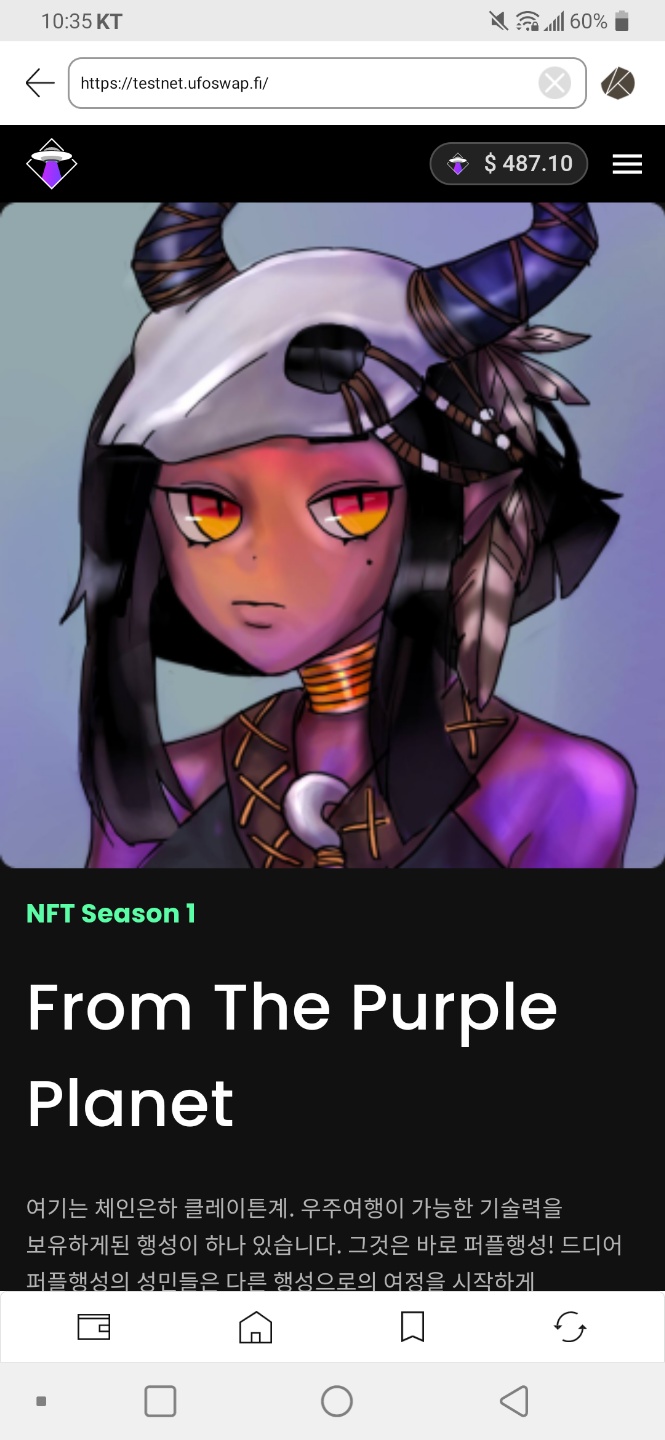 10:35 KT
60%
https://testnet.ufoswap.fi/
$ 487.10
NFT Season 1
From The Purple
Planet
여기는 체인은하 클레이튼계. 우주여행이 가능한 기술력을
보유하게된 행성이 하나 있습니다. 그것은 바로 퍼플행성! 드디어
퍼플행성의 성민들은 다른 행성으로의 여정을 시작하게